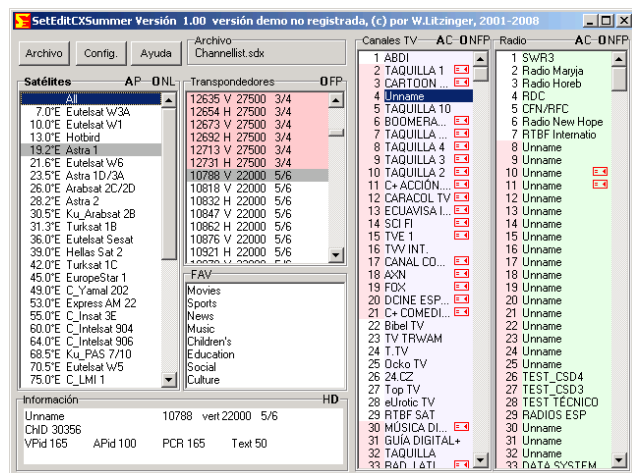 SetEditCXSummer Versión 1.00 versión demo no registrada, (c) por W.Litzinger, 2001-2008
Archivo
Config.
Ayuda
Archivo
Channellist.sdx
Satélites AP ONL
All
7.0°E Eutelsat W3A
10.0°E Eutelsat W1
13.0°E Hotbird
19.2°E Astra 1
21.6°E Eutelsat W6
23.5°E Astra 1D/3A
26.0°E Arabsat 2C/2D
28.2°E Astra 2
30.5°E Ku_Arabsat 2B
31.3°E Turksat 1B
36.0°E Eutelsat Sesat
39.0°E Hellas Sat 2
42.0°E Turksat 1C
45.0°E EuropeStar 1
49.0°E C_Yamal 202
53.0°E Express AM 22
55.0°E C_Insat 3E
60.0°E C_Intelsat 904
64.0°E C_Intelsat 906
68.5°E Ku_PAS 7/10
70.5°E Eutelsat W5
75.0°E C_LMI 1
Transpondedores OFP
12635 V 27500 3/4
12654 H 27500 3/4
12673 V 27500 3/4
12692 H 27500 3/4
12713 V 27500 3/4
12731 H 27500 3/4
10788 V 22000 5/6
10818 V 22000 5/6
10832 H 22000 5/6
10847 V 22000 5/6
10862 H 22000 5/6
10876 V 22000 5/6
10921 H 22000 5/6
FAV
Movies
Sports
News
Music
Children's
Education
Social
Culture
Canales TV AC ONFP
1 ABDI
2 TAQUILLA 1
3 CARTOON ...
4 Unname
5 TAQUILLA 10
6 BOOMERA...
7 TAQUILLA ...
8 TAQUILLA 4
9 TAQUILLA 3
10 TAQUILLA 2
11 C+ ACCIÓN....
12 CARACOL TV
13 ECUAVISA I...
14 SCI FI
15 TVE 1
16 TVV INT.
17 CANAL CO...
18 AXN
19 FOX
20 DCINE ESP...
21 C+ COMEDI...
22 Bibel TV
23 TV TRWAM
24 T.TV
25 Ocko TV
26 24.CZ
27 Top TV
28 eUrotic TV
29 RTBF SAT
30 MÚSICA DI...
31 GUÍA DIGITAL+
32 TAQUILLA
33 RAD LATI
Radio AC ONFP
1 SWR3
2 Radio Maryja
3 Radio Horeb
4 RDC
5 CFN/RFC
6 Radio New Hope
7 RTBF Internatio
8 Unname
9 Unname
10 Unname
11 Unname
12 Unname
13 Unname
14 Unname
15 Unname
16 Unname
17 Unname
18 Unname
19 Unname
20 Unname
21 Unname
22 Unname
23 Unname
24 Unname
25 Unname
26 TEST_CSD4
27 TEST_CSD3
28 TEST TÉCNICO
29 RADIOS ESP
30 Unname
31 Unname
32 Unname
33 DATA SYSTEM
Información HD
Unname 10788 vert 22000 5/6
ChID 30356
VPid 165 APid 100 PCR 165 Text 50